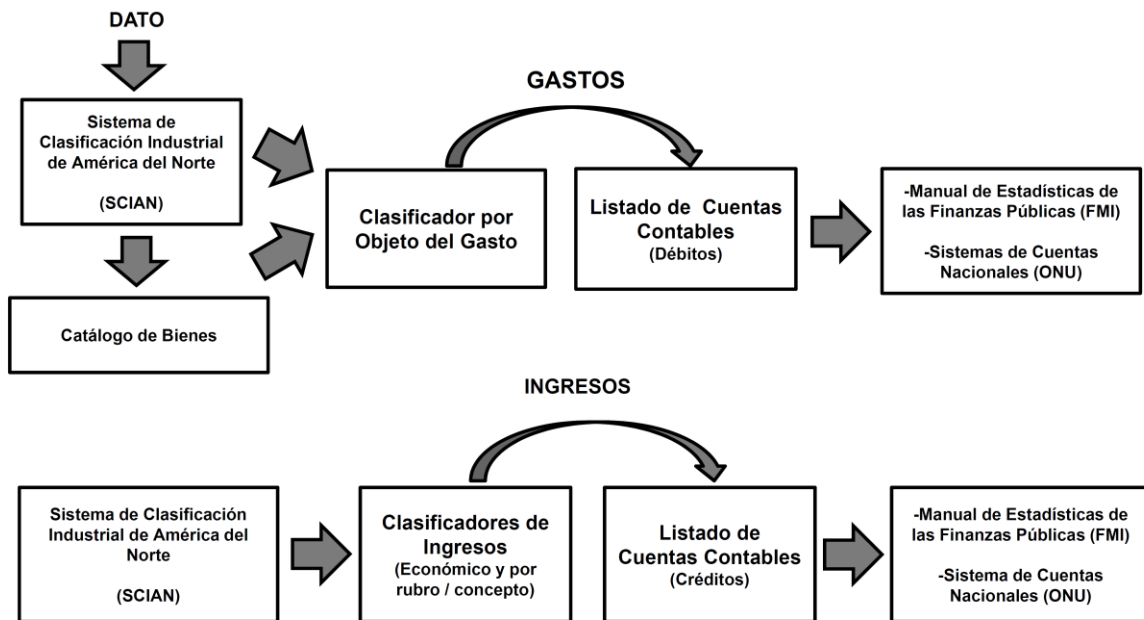 DATO
Sistema de
Clasificación Industrial
de América del Norte
(SCIAN)
Catálogo de Bienes
GASTOS
Clasificador por
Objeto del Gasto
Listado de Cuentas
Contables
(Débitos)
-Manual de Estadísticas de
las Finanzas Públicas (FMI)
-Sistemas de Cuentas
Nacionales (ONU)
INGRESOS
Sistema de Clasificación
Industrial de América del
Norte
(SCIAN)
Clasificadores de
Ingresos
(Económico y por
rubro / concepto)
Listado de
Cuentas Contables
(Créditos)
-Manual de Estadísticas de
las Finanzas Públicas (FMI)
-Sistema de Cuentas
Nacionales (ONU)